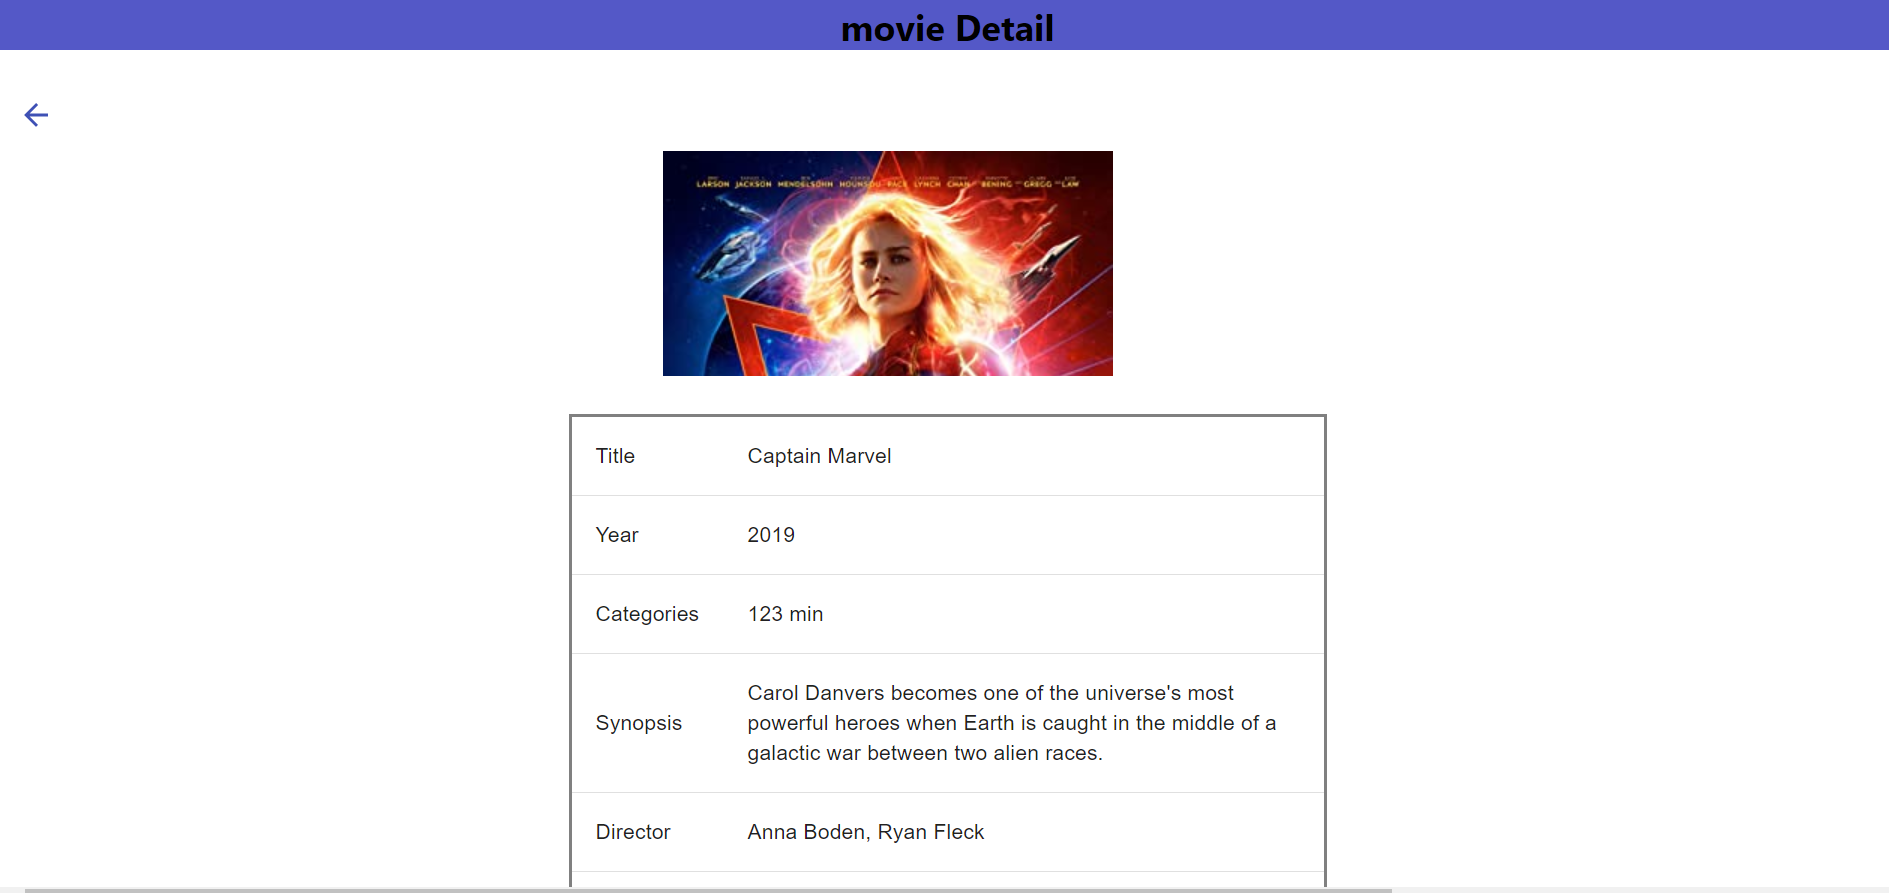 movie Detail
LARSON JACKSON MENDELSOHN HOUNSOU PACE LYNCH CHAN BENING GREGG LAW
Title Captain Marvel
Year 2019
Categories 123 min
Synopsis Carol Danvers becomes one of the universe's most
powerful heroes when Earth is caught in the middle of a
galactic war between two alien races.
Director Anna Boden, Ryan Fleck